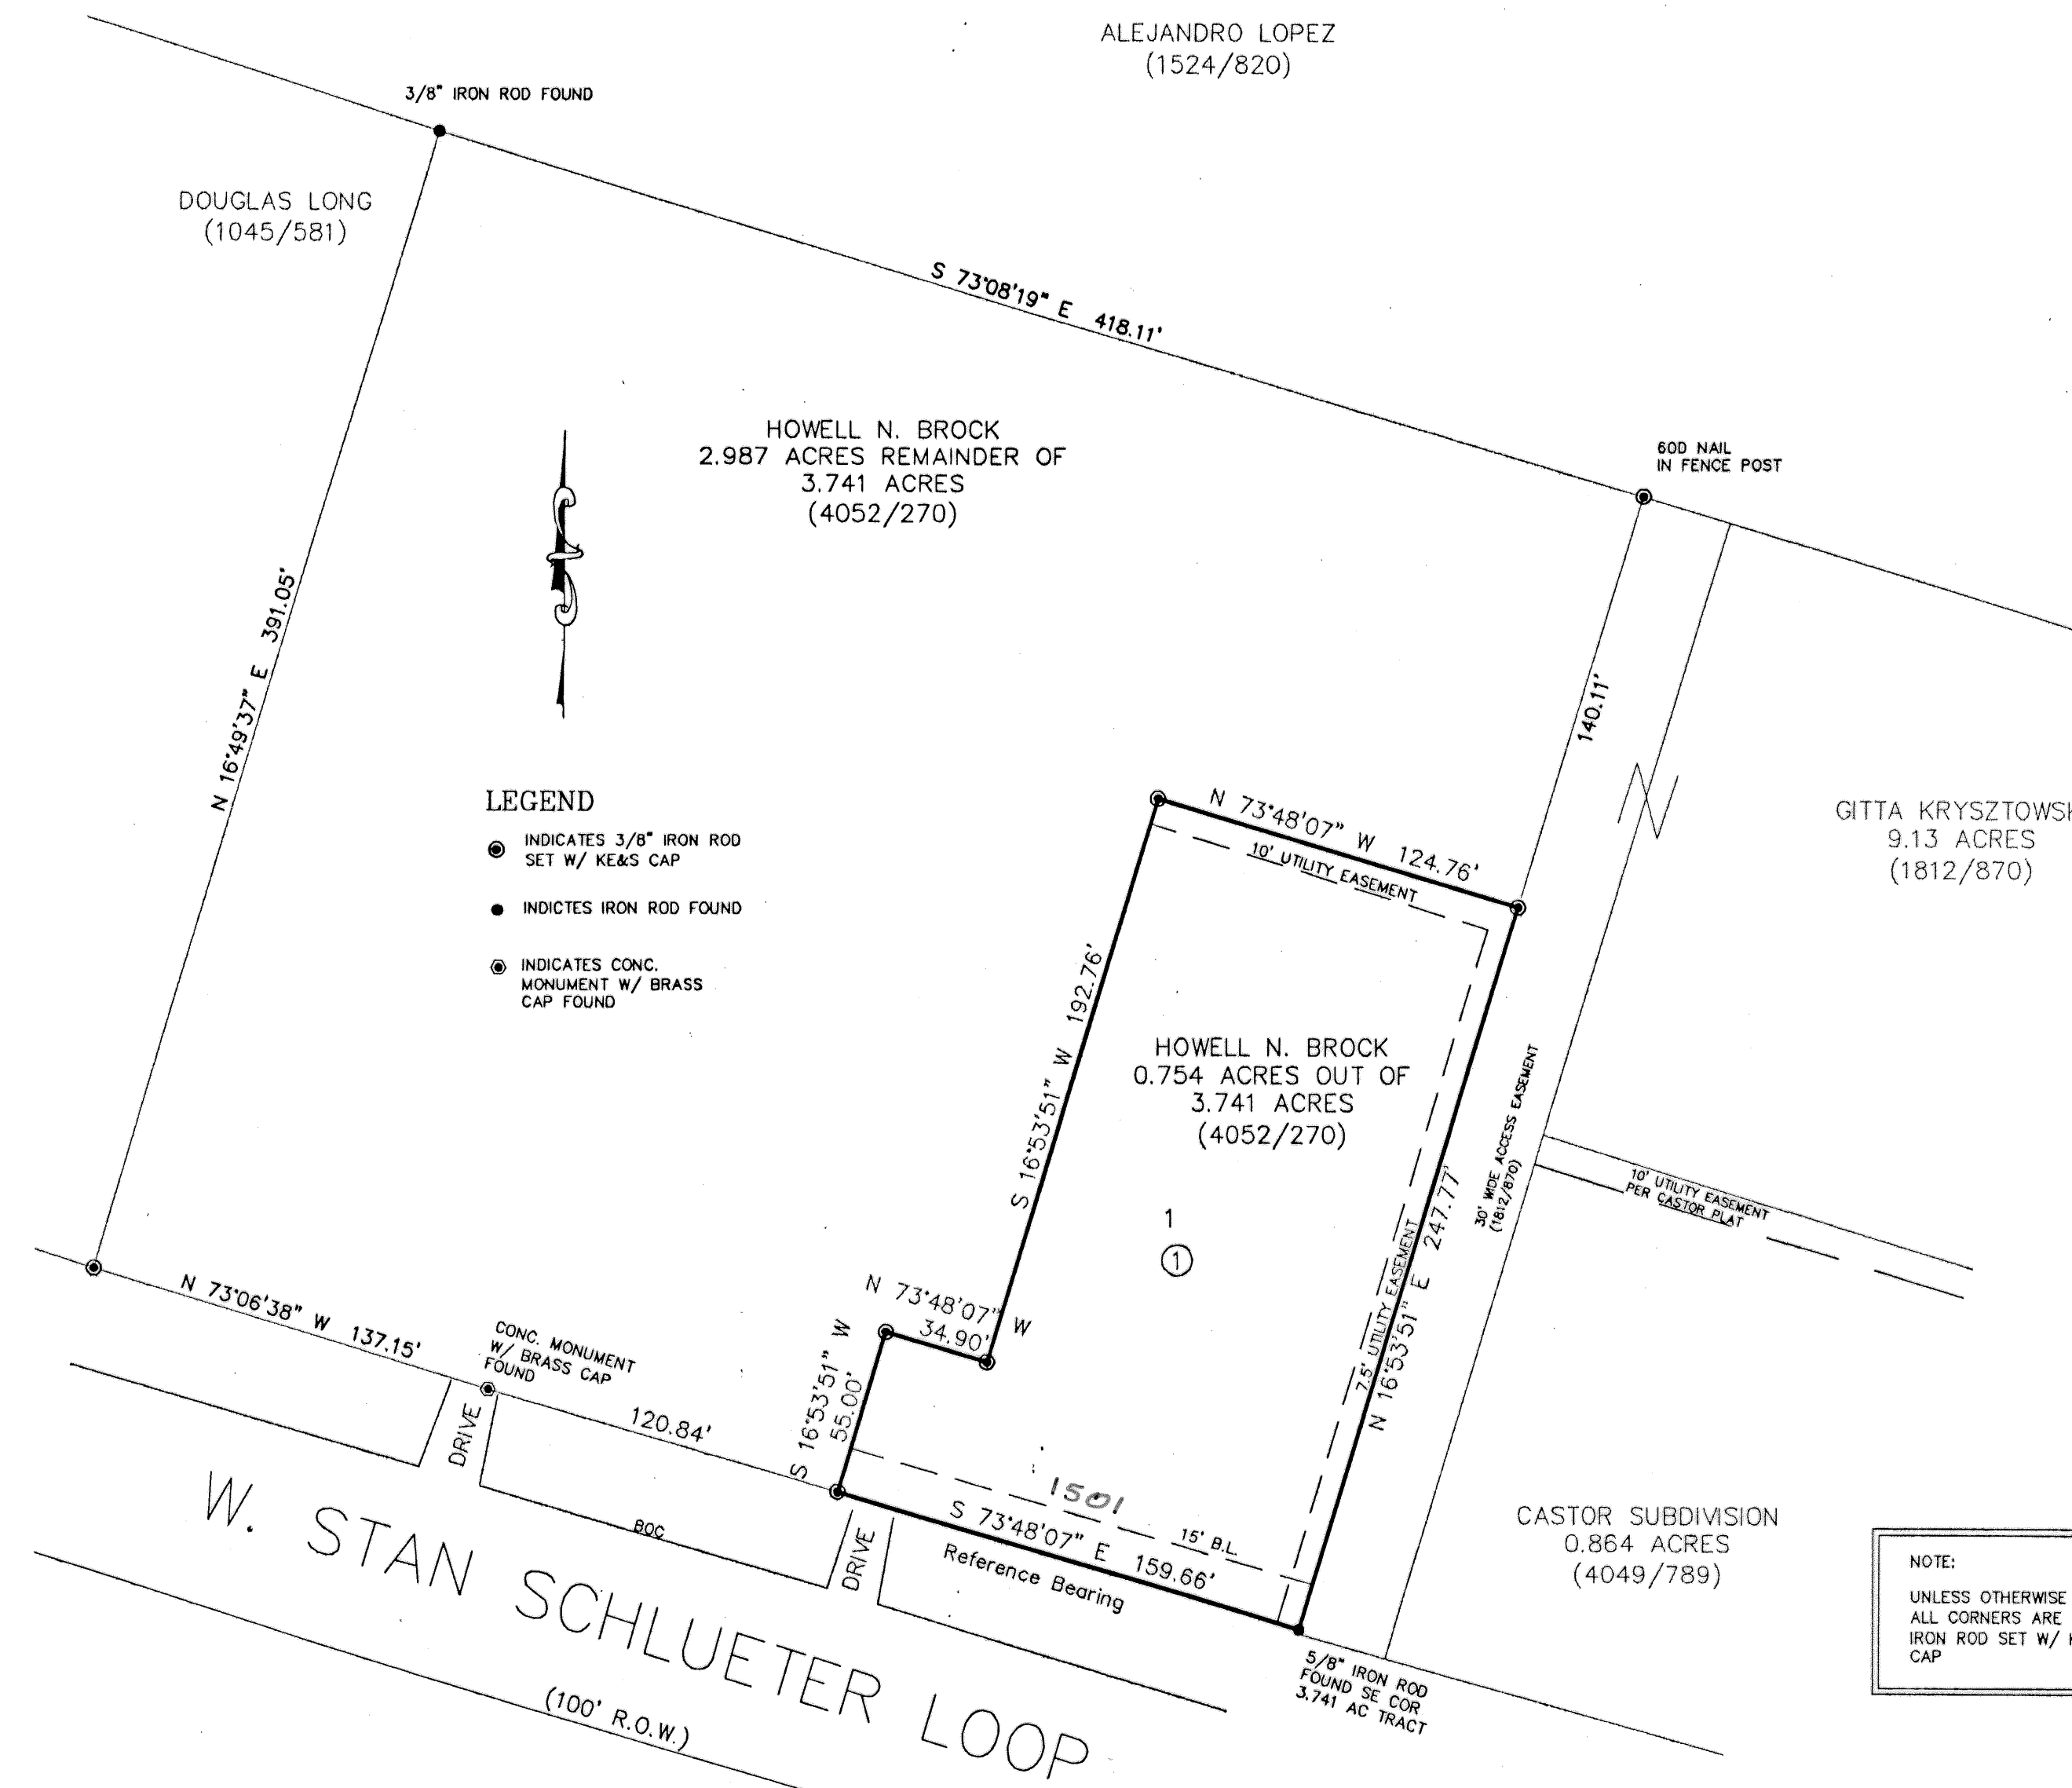 ALEJANDRO LOPEZ
(1524/820)
3/8" IRON ROD FOUND
DOUGLAS LONG
(1045/581)
S 73°08'19" E 418.11'
HOWELL N. BROCK
2.987 ACRES REMAINDER OF
3.741 ACRES
(4052/270)
60D NAIL
IN FENCE POST
N 16°49'37" E 391.05'
140.11'
LEGEND
INDICATES 3/8" IRON ROD
SET W/ KE&S CAP
INDICTES IRON ROD FOUND
INDICATES CONC.
MONUMENT W/ BRASS
CAP FOUND
N 73°48'07" W 124.76'
10' UTILITY EASEMENT
GITTA KRYSZTOWSK
9.13 ACRES
(1812/870)
S 16°53'51" W 192.76'
HOWELL N. BROCK
0.754 ACRES OUT OF
3.741 ACRES
(4052/270)
1
1
30' WIDE ACCESS EASEMENT
(1812/870)
7.5' UTILITY EASEMENT
N 16°53'51" E 247.77'
10' UTILITY EASEMENT
PER CASTOR PLAT
N 73°48'07" W
34.90'
S 16°53'51" W
55.00'
N 73°06'38" W 137.15'
CONC. MONUMENT
W/ BRASS CAP
FOUND
120.84'
DRIVE
BOC
DRIVE
1501
15' B.L.
S 73°48'07" E 159.66'
Reference Bearing
W. STAN SCHLUETER LOOP
(100' R.O.W.)
5/8" IRON ROD
FOUND SE COR
3.741 AC TRACT
CASTOR SUBDIVISION
0.864 ACRES
(4049/789)
NOTE:
UNLESS OTHERWISE
ALL CORNERS ARE
IRON ROD SET W/
CAP